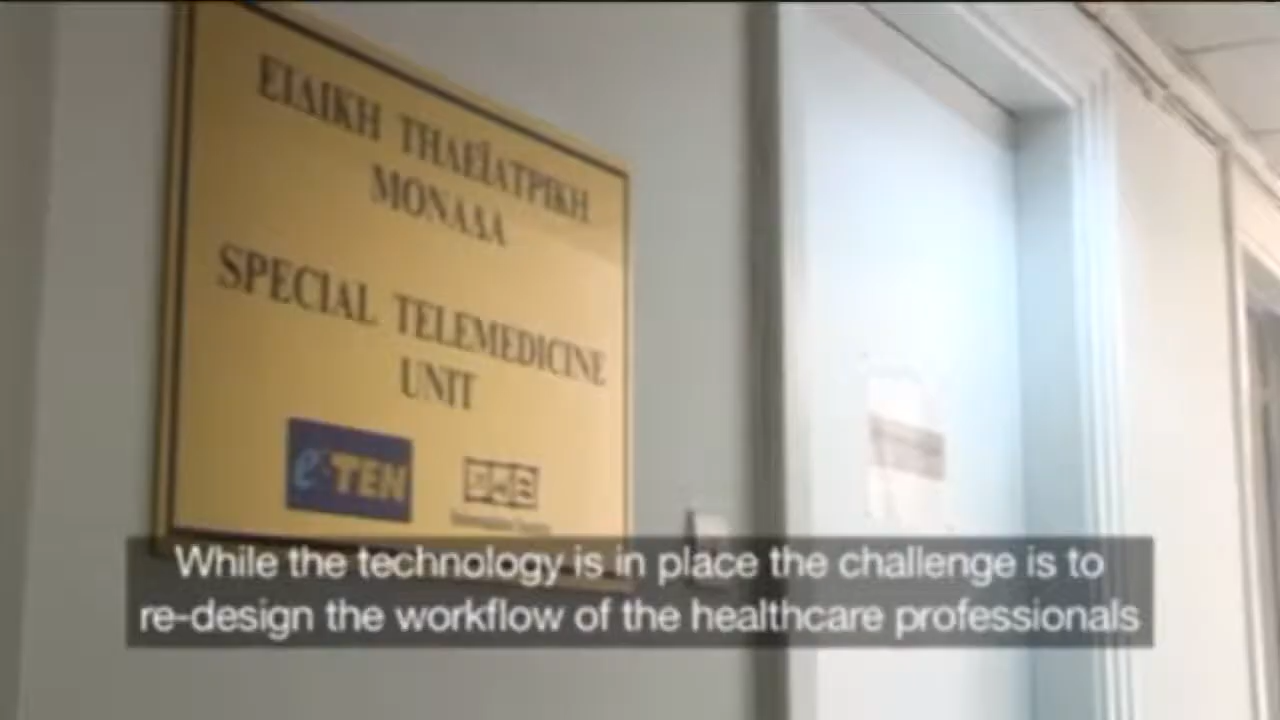 ΕΙΔΙΚΗ ΤΗΛΕΪΑΤΡΙΚΗ
ΜΟΝΑΔΑ
SPECIAL TELEMEDICINE
UNIT
e-TEN
While the technology is in place the challenge is to
re-design the workflow of the healthcare professionals